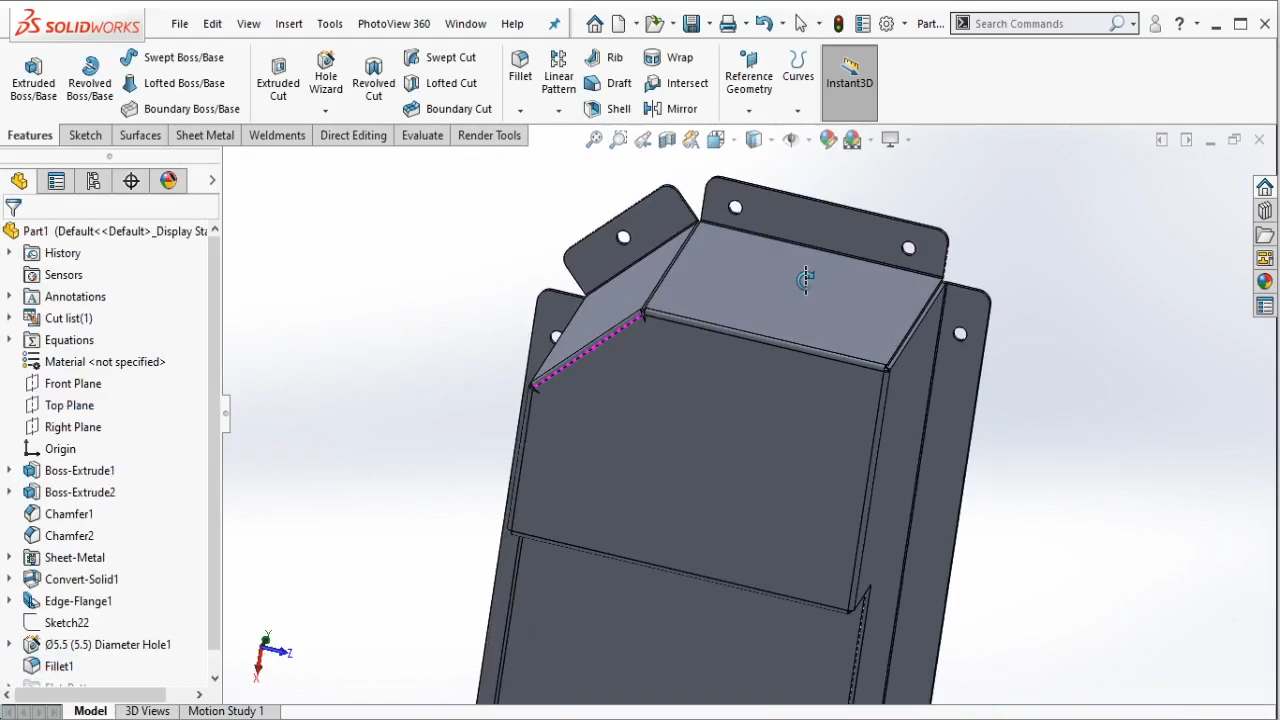 SOLIDWORKS
File Edit View Insert Tools PhotoView 360 Window Help
Part...
Search Commands
Extruded Boss/Base
Revolved Boss/Base
Swept Boss/Base
Lofted Boss/Base
Boundary Boss/Base
Extruded Cut
Hole Wizard
Revolved Cut
Swept Cut
Lofted Cut
Boundary Cut
Fillet
Linear Pattern
Rib
Draft
Shell
Wrap
Intersect
Mirror
Reference Geometry
Curves
Instant3D
Features Sketch Surfaces Sheet Metal Weldments Direct Editing Evaluate Render Tools
Part1 (Default<<Default>_Display Sta
History
Sensors
Annotations
Cut list(1)
Equations
Material <not specified>
Front Plane
Top Plane
Right Plane
Origin
Boss-Extrude1
Boss-Extrude2
Chamfer1
Chamfer2
Sheet-Metal
Convert-Solid1
Edge-Flange1
Sketch22
Ø5.5 (5.5) Diameter Hole1
Fillet1
Y
Z
X
Model 3D Views Motion Study 1